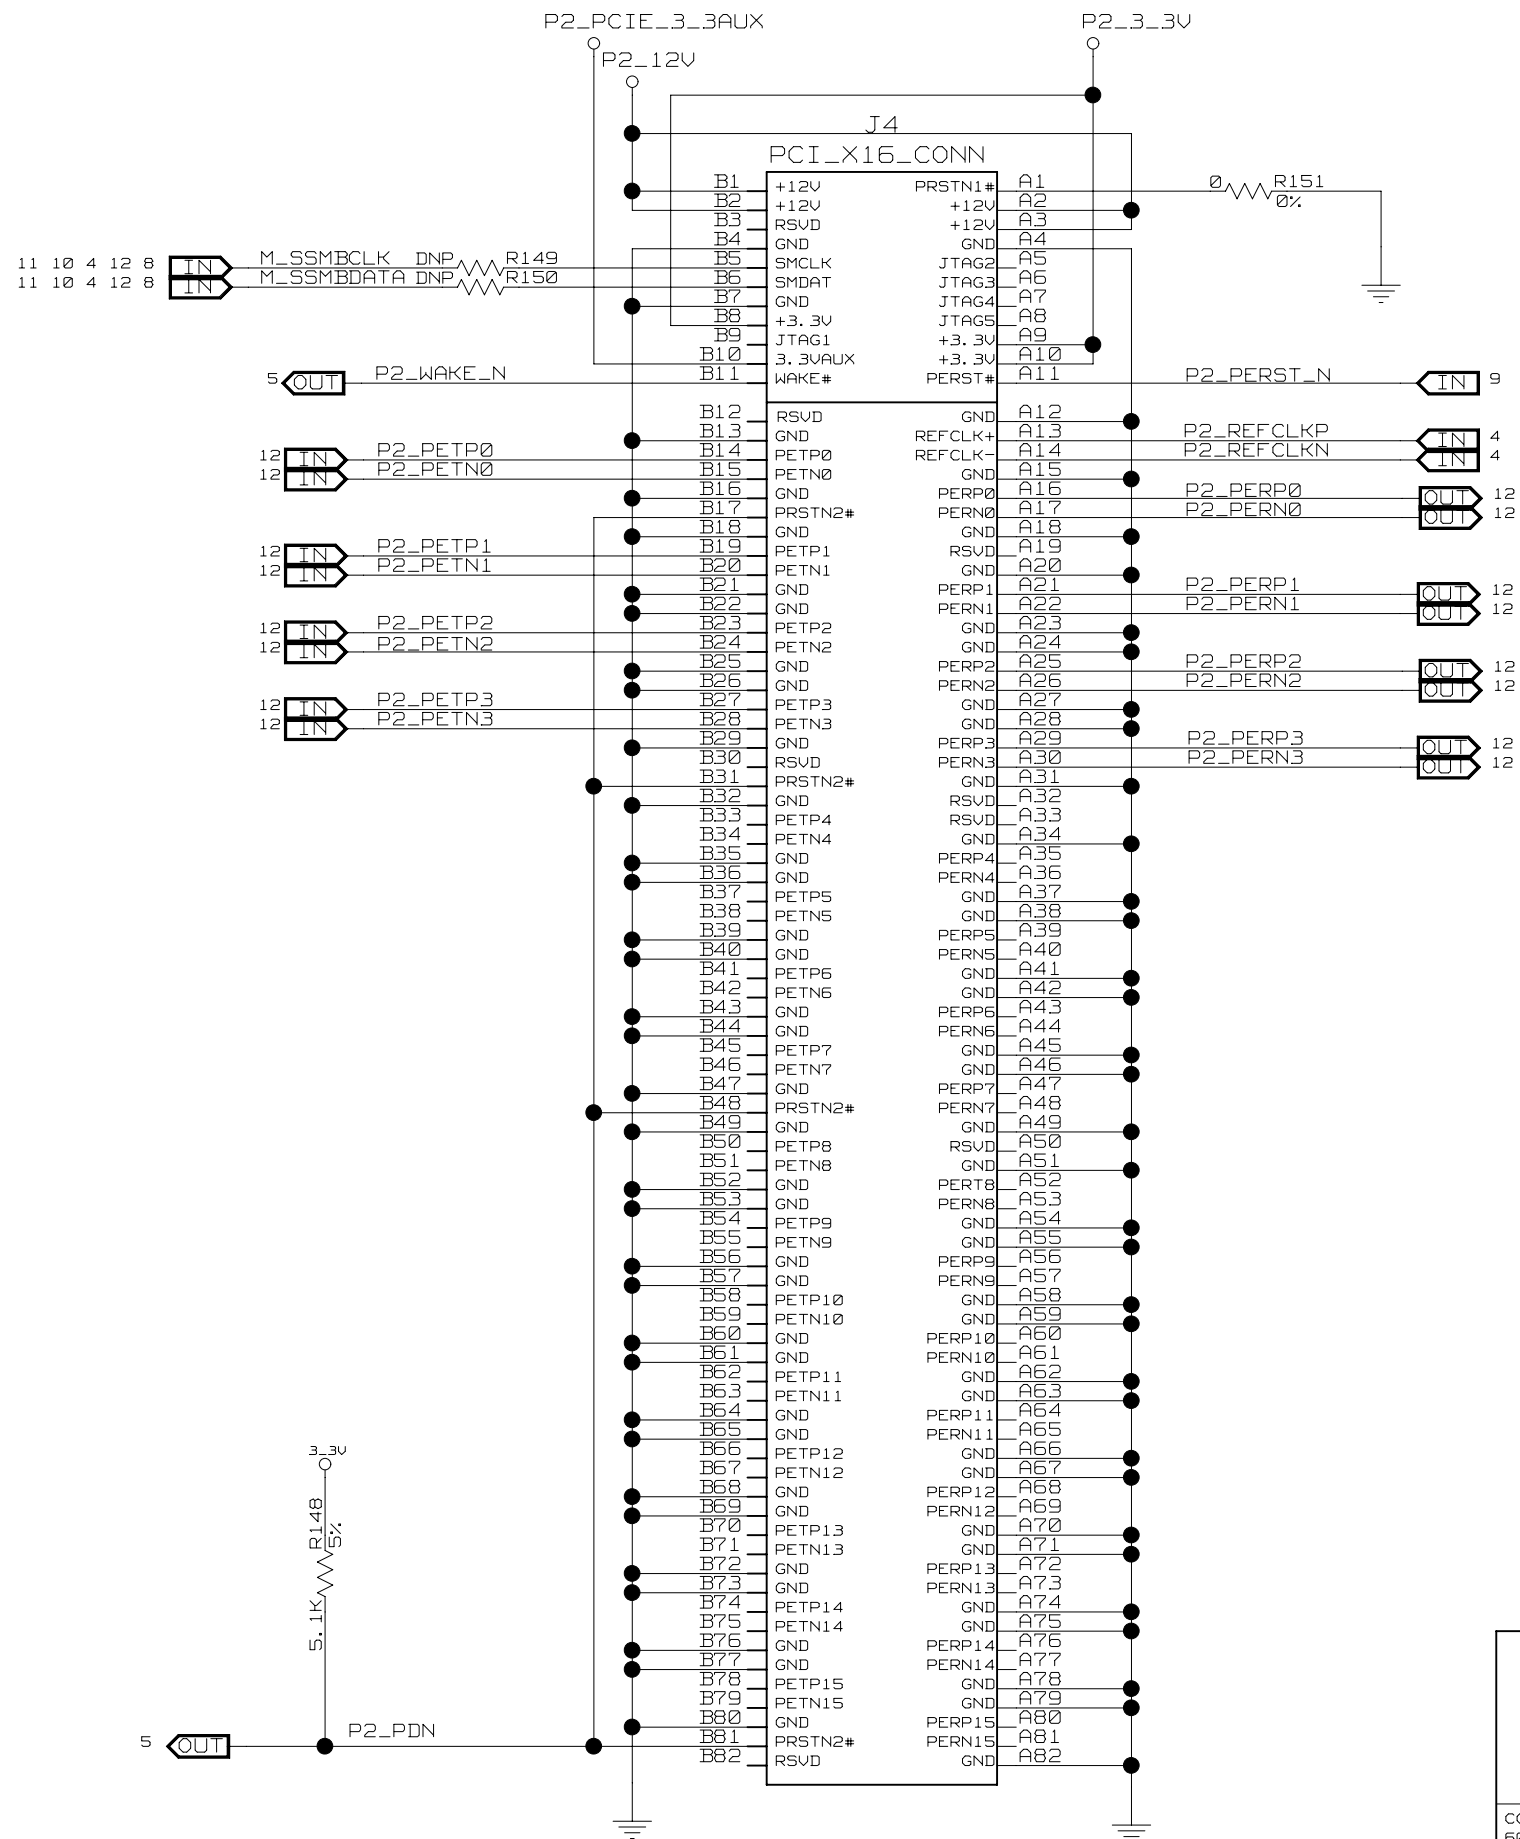 P2_PCIE_3_3AUX
P2_3_3V
P2_12V
J4
PCI_X16_CONN
B1 +12V PRSTN1# A1 0 R151
0%
B2 +12V +12V A2
B3 RSVD +12V A3
B4 GND GND A4
11 10 4 12 8 IN M_SSMBCLK DNP R149 B5 SMCLK JTAG2 A5
11 10 4 12 8 IN M_SSMBDATA DNP R150 B6 SMDAT JTAG3 A6
B7 GND JTAG4 A7
B8 +3.3V JTAG5 A8
B9 JTAG1 +3.3V A9
B10 3.3VAUX +3.3V A10
5 OUT P2_WAKE_N B11 WAKE# PERST# A11 P2_PERST_N IN 9
B12 RSVD GND A12
B13 GND REFCLK+ A13 P2_REFCLKP IN 4
12 IN P2_PETP0 B14 PETP0 REFCLK- A14 P2_REFCLKN IN 4
12 IN P2_PETN0 B15 PETN0 GND A15
B16 GND PERP0 A16 P2_PERP0 OUT 12
B17 PRSTN2# PERN0 A17 P2_PERN0 OUT 12
B18 GND GND A18
12 IN P2_PETP1 B19 PETP1 RSVD A19
12 IN P2_PETN1 B20 PETN1 GND A20
B21 GND PERP1 A21 P2_PERP1 OUT 12
B22 GND PERN1 A22 P2_PERN1 OUT 12
12 IN P2_PETP2 B23 PETP2 GND A23
12 IN P2_PETN2 B24 PETN2 GND A24
B25 GND PERP2 A25 P2_PERP2 OUT 12
B26 GND PERN2 A26 P2_PERN2 OUT 12
12 IN P2_PETP3 B27 PETP3 GND A27
12 IN P2_PETN3 B28 PETN3 GND A28
B29 GND PERP3 A29 P2_PERP3 OUT 12
B30 RSVD PERN3 A30 P2_PERN3 OUT 12
B31 PRSTN2# GND A31
B32 GND RSVD A32
B33 PETP4 RSVD A33
B34 PETN4 GND A34
B35 GND PERP4 A35
B36 GND PERN4 A36
B37 PETP5 GND A37
B38 PETN5 GND A38
B39 GND PERP5 A39
B40 GND PERN5 A40
B41 PETP6 GND A41
B42 PETN6 GND A42
B43 GND PERP6 A43
B44 GND PERN6 A44
B45 PETP7 GND A45
B46 PETN7 GND A46
B47 GND PERP7 A47
B48 PRSTN2# PERN7 A48
B49 GND GND A49
B50 PETP8 RSVD A50
B51 PETN8 GND A51
B52 GND PERT8 A52
B53 GND PERN8 A53
B54 PETP9 GND A54
B55 PETN9 GND A55
B56 GND PERP9 A56
B57 GND PERN9 A57
B58 PETP10 GND A58
B59 PETN10 GND A59
B60 GND PERP10 A60
B61 GND PERN10 A61
B62 PETP11 GND A62
B63 PETN11 GND A63
B64 GND PERP11 A64
B65 GND PERN11 A65
B66 PETP12 GND A66
B67 PETN12 GND A67
B68 GND PERP12 A68
B69 GND PERN12 A69
B70 PETP13 GND A70
B71 PETN13 GND A71
B72 GND PERP13 A72
B73 GND PERN13 A73
B74 PETP14 GND A74
B75 PETN14 GND A75
B76 GND PERP14 A76
B77 GND PERN14 A77
B78 PETP15 GND A78
B79 PETN15 GND A79
B80 GND PERP15 A80
B81 PRSTN2# PERN15 A81
B82 RSVD GND A82
3_3V
R148
5%
5.1K
5 OUT P2_PDN